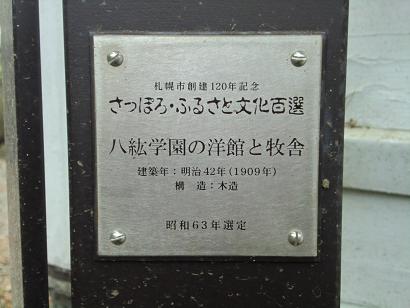 札幌市創建120年記念
さっぽろ・ふるさと文化百選
八紘学園の洋館と牧舎
建築年：明治42年(1909年)
構　造：木造
昭和63年選定